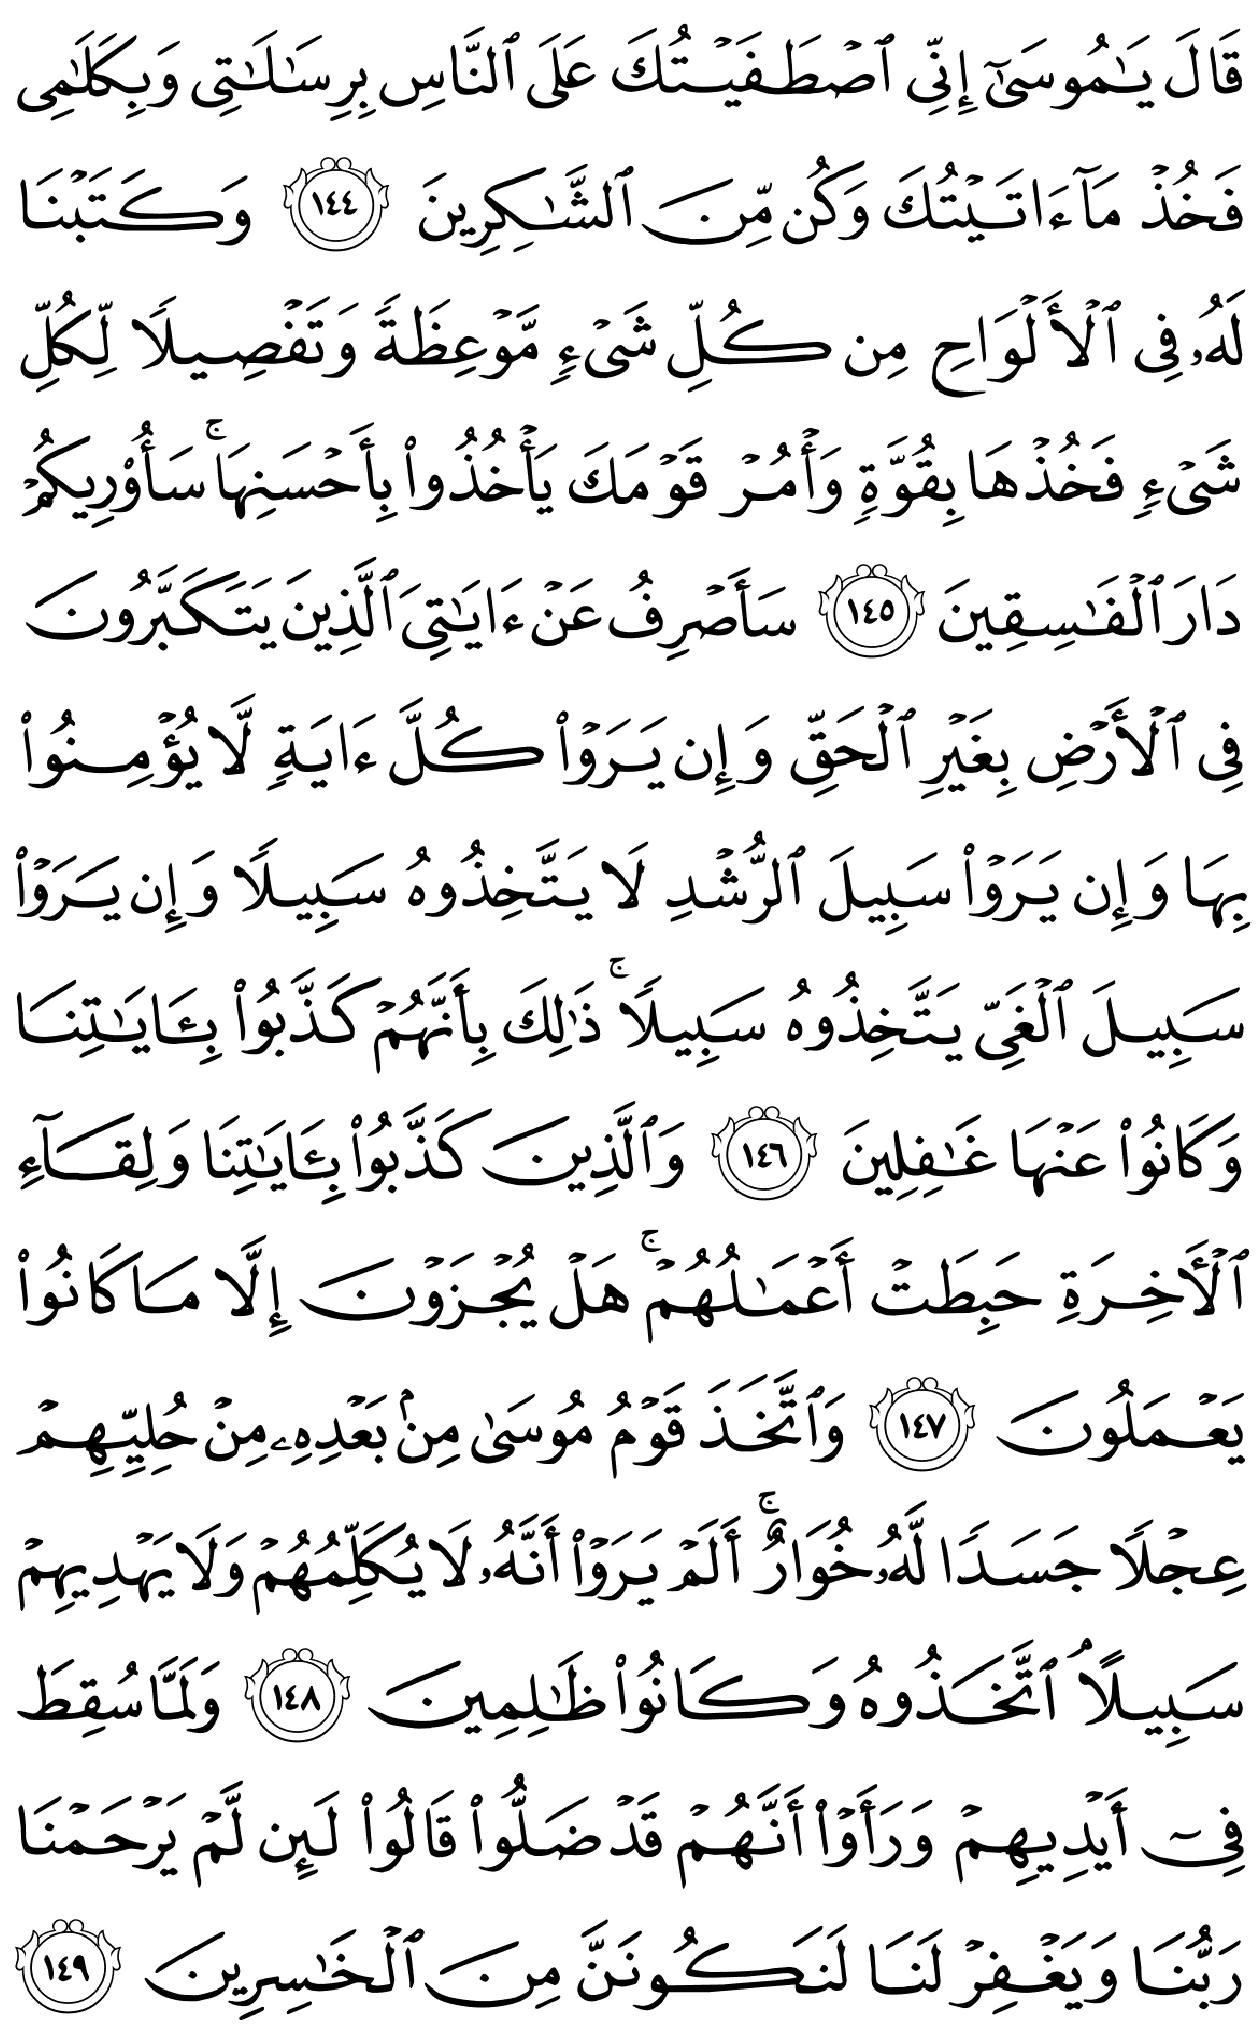 قَالَ يَـٰمُوسَىٰٓ إِنِّى ٱصْطَفَيْتُكَ عَلَى ٱلنَّاسِ بِرِسَـٰلَـٰتِى وَبِكَلَـٰمِى
فَخُذْ مَآ ءَاتَيْتُكَ وَكُن مِّنَ ٱلشَّـٰكِرِينَ ١٤٤ وَكَتَبْنَا
لَهُۥ فِى ٱلْأَلْوَاحِ مِن كُلِّ شَىْءٍ مَّوْعِظَةً وَتَفْصِيلًا لِّكُلِّ
شَىْءٍ فَخُذْهَا بِقُوَّةٍ وَأْمُرْ قَوْمَكَ يَأْخُذُوا۟ بِأَحْسَنِهَا ۚ سَأُو۟رِيكُمْ
دَارَ ٱلْفَـٰسِقِينَ ١٤٥ سَأَصْرِفُ عَنْ ءَايَـٰتِىَ ٱلَّذِينَ يَتَكَبَّرُونَ
فِى ٱلْأَرْضِ بِغَيْرِ ٱلْحَقِّ وَإِن يَرَوْا۟ كُلَّ ءَايَةٍ لَّا يُؤْمِنُوا۟
بِهَا وَإِن يَرَوْا۟ سَبِيلَ ٱلرُّشْدِ لَا يَتَّخِذُوهُ سَبِيلًا وَإِن يَرَوْا۟
سَبِيلَ ٱلْغَىِّ يَتَّخِذُوهُ سَبِيلًا ۚ ذَٰلِكَ بِأَنَّهُمْ كَذَّبُوا۟ بِـَٔايَـٰتِنَا
وَكَانُوا۟ عَنْهَا غَـٰفِلِينَ ١٤٦ وَٱلَّذِينَ كَذَّبُوا۟ بِـَٔايَـٰتِنَا وَلِقَآءِ
ٱلْـَٔاخِرَةِ حَبِطَتْ أَعْمَـٰلُهُمْ ۚ هَلْ يُجْزَوْنَ إِلَّا مَا كَانُوا۟
يَعْمَلُونَ ١٤٧ وَٱتَّخَذَ قَوْمُ مُوسَىٰ مِنۢ بَعْدِهِۦ مِنْ حُلِيِّهِمْ
عِجْلًا جَسَدًا لَّهُۥ خُوَارٌ ۚ أَلَمْ يَرَوْا۟ أَنَّهُۥ لَا يُكَلِّمُهُمْ وَلَا يَهْدِيهِمْ
سَبِيلًا ۘ ٱتَّخَذُوهُ وَكَانُوا۟ ظَـٰلِمِينَ ١٤٨ وَلَمَّا سُقِطَ
فِىٓ أَيْدِيهِمْ وَرَأَوْا۟ أَنَّهُمْ قَدْ ضَلُّوا۟ قَالُوا۟ لَئِن لَّمْ يَرْحَمْنَا
رَبُّنَا وَيَغْفِرْ لَنَا لَنَكُونَنَّ مِنَ ٱلْخَـٰسِرِينَ ١٤٩